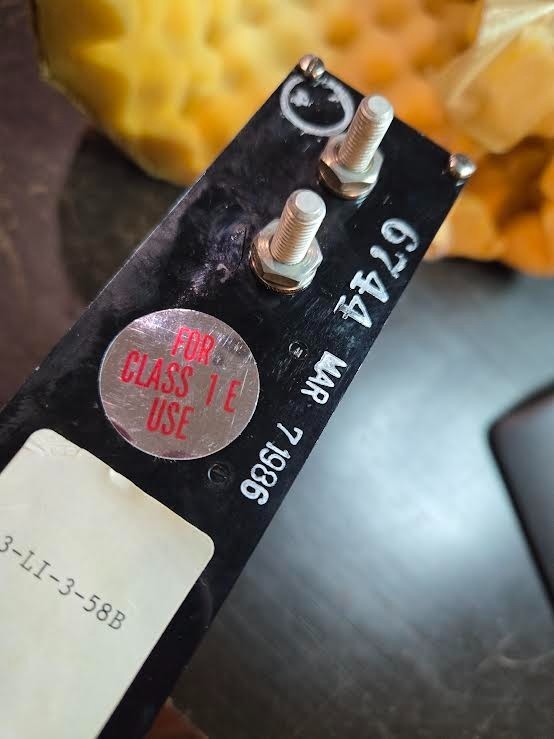 6744
MAR 7 1986
FOR
CLASS 1 E
USE
3-LI-3-58B